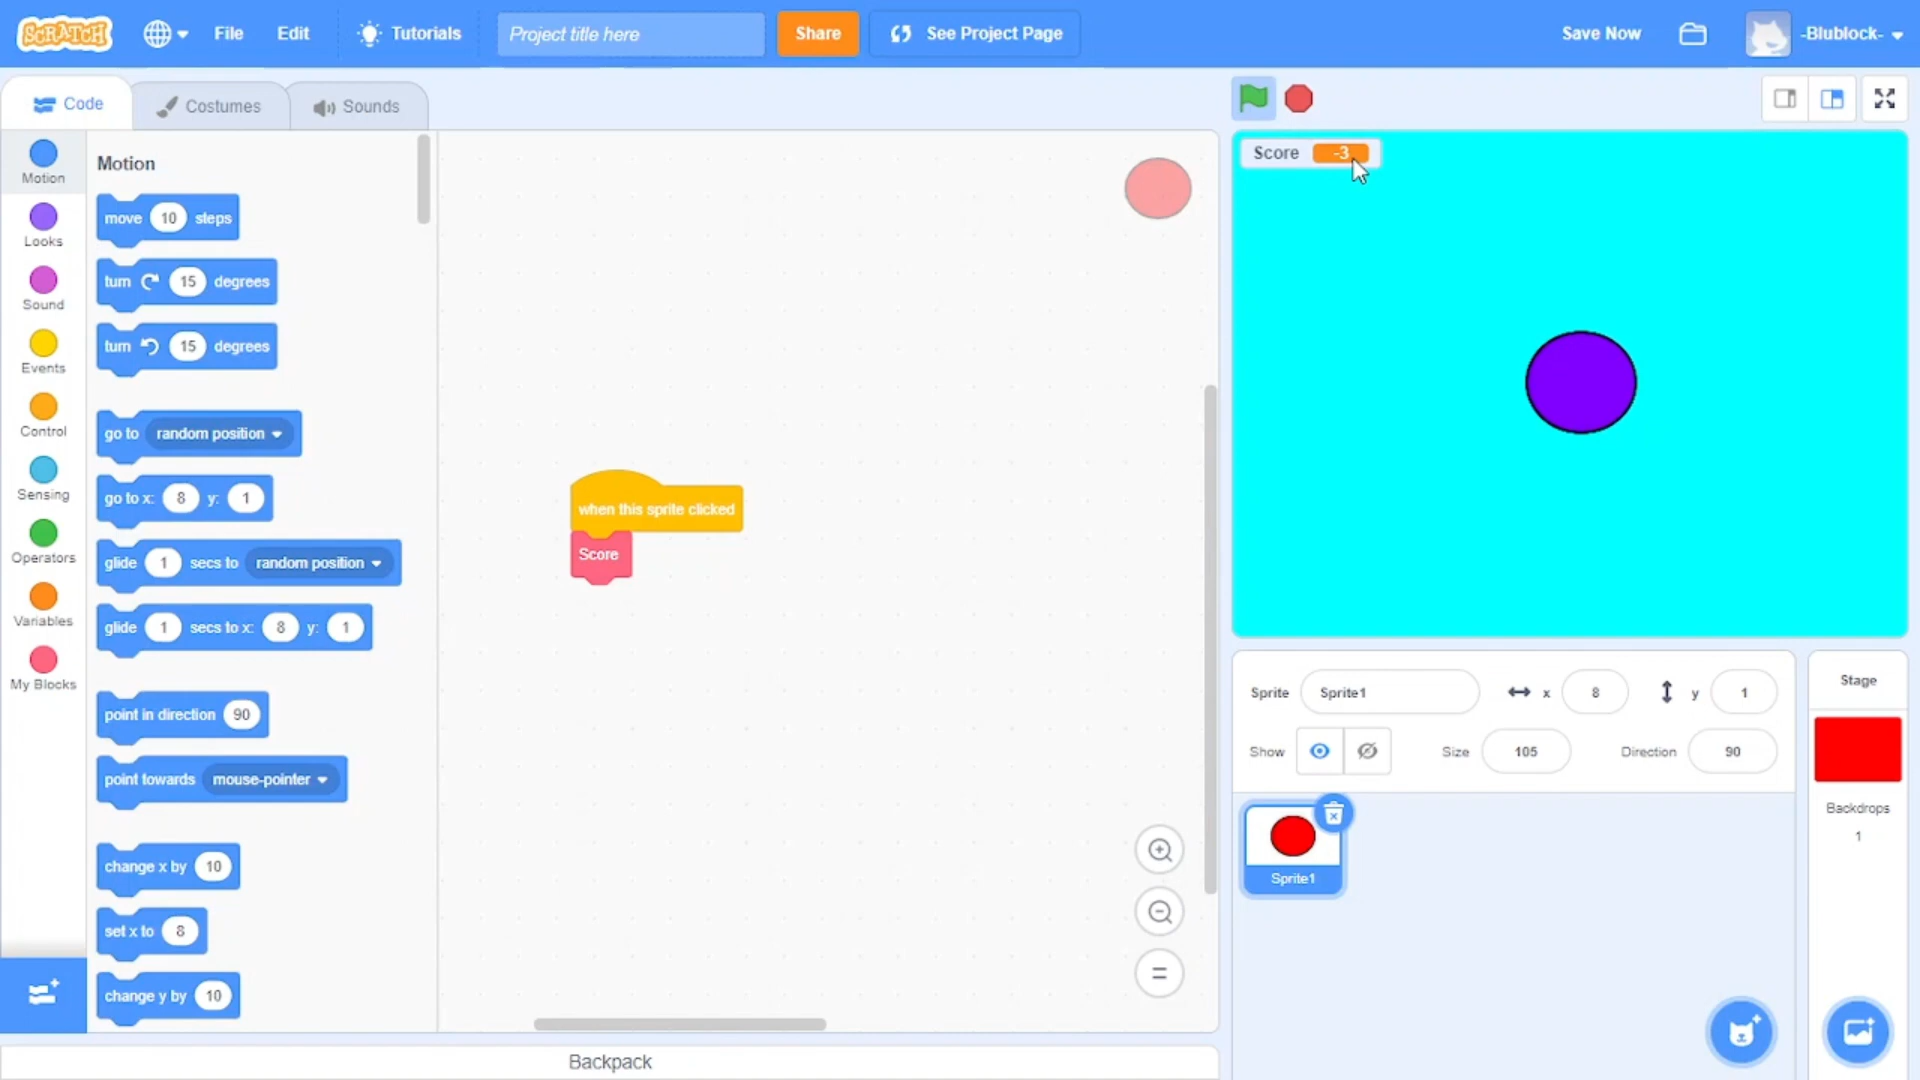 SCRATCH File Edit Tutorials Project title here Share See Project Page Save Now -Blublock-
Code Costumes Sounds
Motion
Looks
Sound
Events
Control
Sensing
Operators
Variables
My Blocks
Motion
move 10 steps
turn 15 degrees
turn 15 degrees
go to random position
go to x: 8 y: 1
glide 1 secs to random position
glide 1 secs to x: 8 y: 1
point in direction 90
point towards mouse-pointer
change x by 10
set x to 8
change y by 10
when this sprite clicked
Score
Backpack
Score -3
Sprite Sprite1 x 8 y 1
Show Size 105 Direction 90
Sprite1
Stage
Backdrops
1